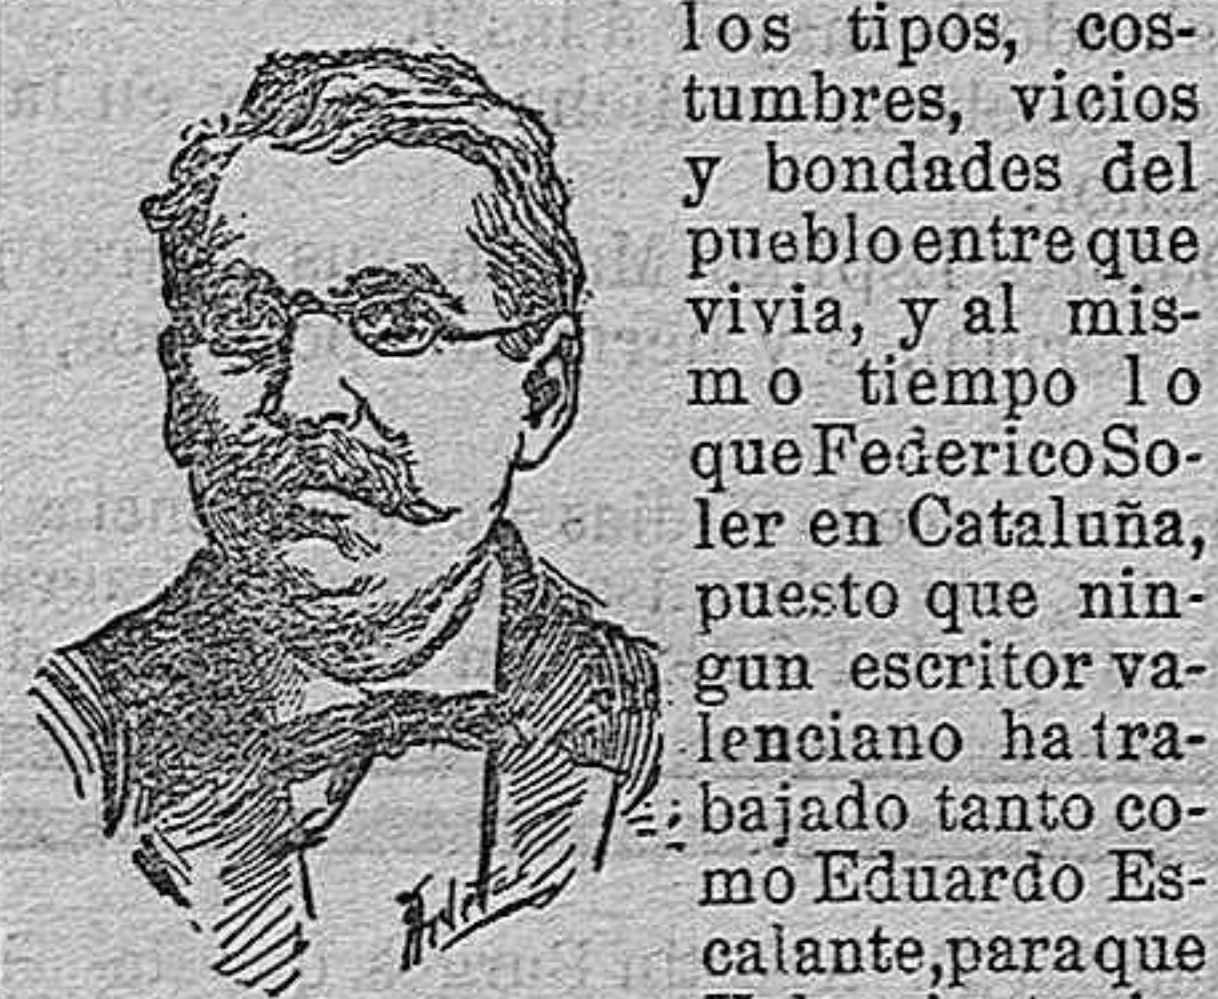 los tipos, cos-
tumbres, vicios
y bondades del
pueblo entre que
vivia, y al mis-
mo tiempo lo
que Federico So-
ler en Cataluña,
puesto que nin-
gun escritor va-
lenciano ha tra-
bajado tanto co-
mo Eduardo Es-
calante, para que